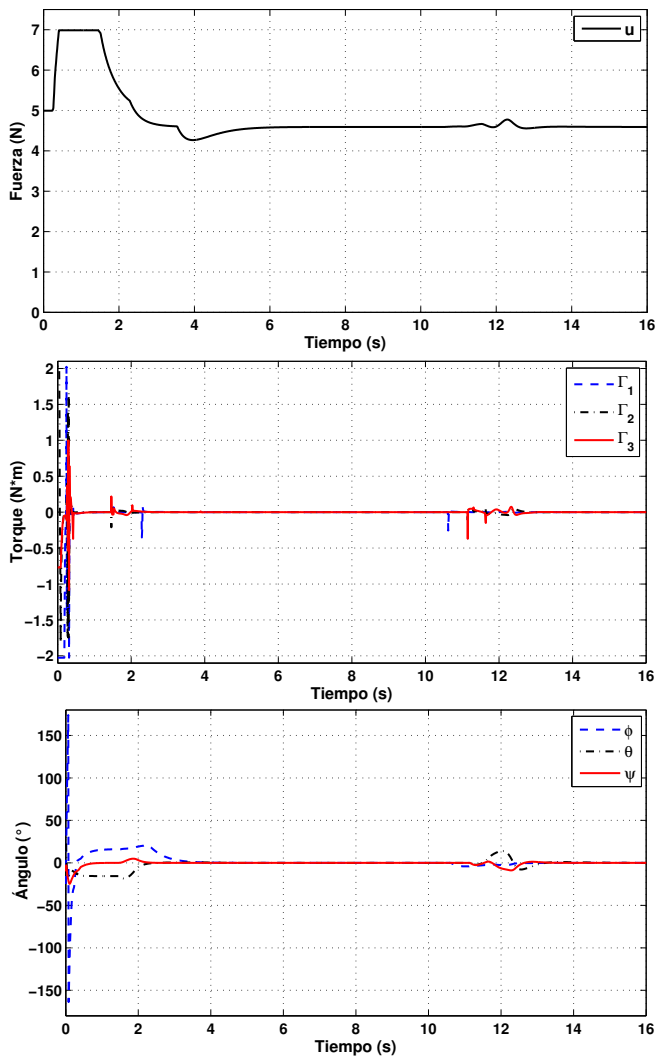 u
7
6
5
4
3
2
1
0
Fuerza (N)
0 2 4 6 8 10 12 14 16
Tiempo (s)
Γ1
Γ2
Γ3
2
1.5
1
0.5
0
−0.5
−1
−1.5
−2
Torque (N*m)
0 2 4 6 8 10 12 14 16
Tiempo (s)
ϕ
θ
ψ
150
100
50
0
−50
−100
−150
Ángulo (°)
0 2 4 6 8 10 12 14 16
Tiempo (s)